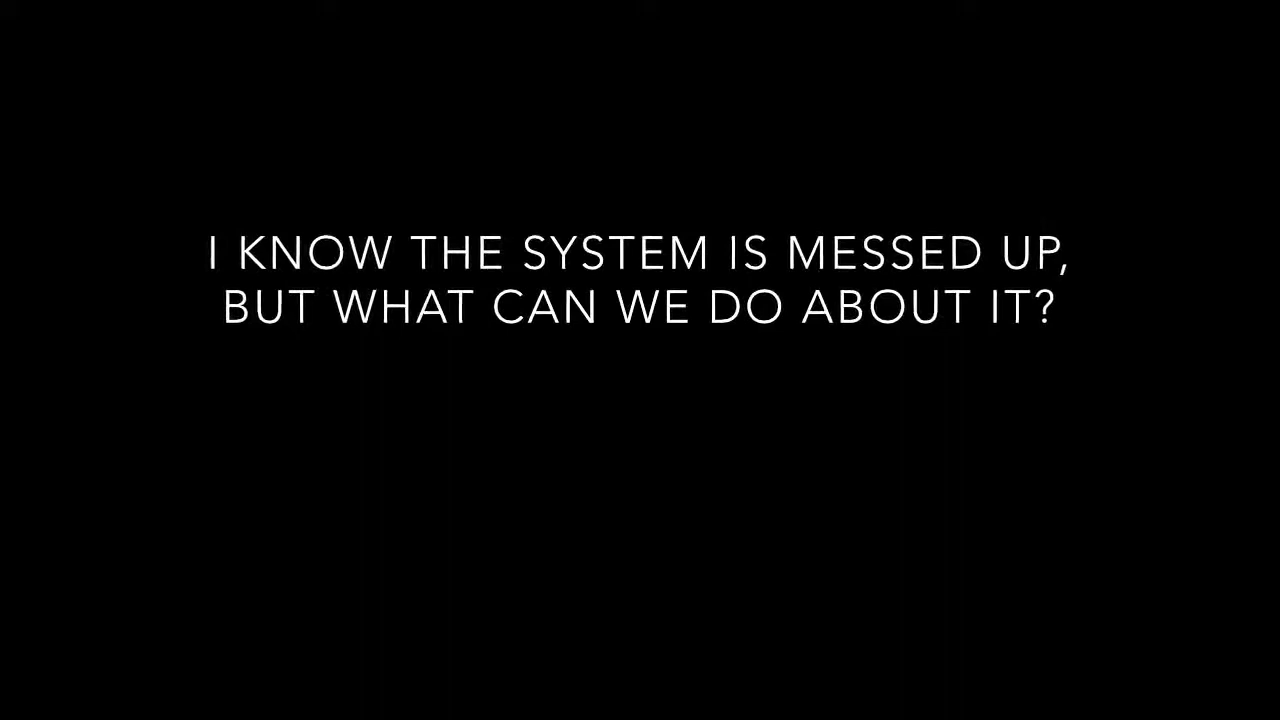 I KNOW THE SYSTEM IS MESSED UP,
BUT WHAT CAN WE DO ABOUT IT?